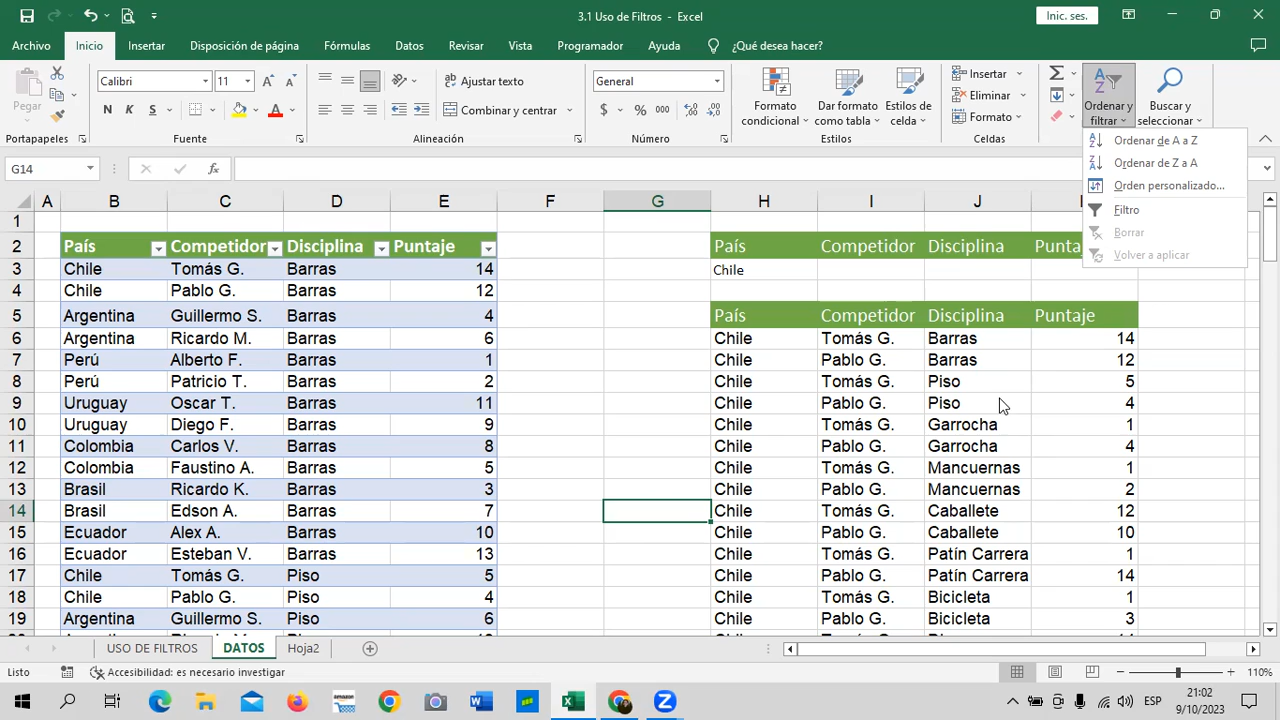 3.1 Uso de Filtros - Excel
Inic. ses.
Archivo Inicio Insertar Disposición de página Fórmulas Datos Revisar Vista Programador Ayuda ¿Qué desea hacer?
Pegar
Calibri 11
N K S
Ajustar texto
Combinar y centrar
General
$ % 000
Formato condicional
Dar formato como tabla
Estilos de celda
Insertar
Eliminar
Formato
Ordenar y filtrar
Buscar y seleccionar
Portapapeles Fuente Alineación Número Estilos Celdas
Ordenar de A a Z
Ordenar de Z a A
Orden personalizado...
Filtro
Borrar
Volver a aplicar
G14
A B C D E F G H I J
1
2 País Competidor Disciplina Puntaje País Competidor Disciplina
3 Chile Tomás G. Barras 14 Chile
4 Chile Pablo G. Barras 12
5 Argentina Guillermo S. Barras 4 País Competidor Disciplina Puntaje
6 Argentina Ricardo M. Barras 6 Chile Tomás G. Barras 14
7 Perú Alberto F. Barras 1 Chile Pablo G. Barras 12
8 Perú Patricio T. Barras 2 Chile Tomás G. Piso 5
9 Uruguay Oscar T. Barras 11 Chile Pablo G. Piso 4
10 Uruguay Diego F. Barras 9 Chile Tomás G. Garrocha 1
11 Colombia Carlos V. Barras 8 Chile Pablo G. Garrocha 4
12 Colombia Faustino A. Barras 5 Chile Tomás G. Mancuernas 1
13 Brasil Ricardo K. Barras 3 Chile Pablo G. Mancuernas 2
14 Brasil Edson A. Barras 7 Chile Tomás G. Caballete 12
15 Ecuador Alex A. Barras 10 Chile Pablo G. Caballete 10
16 Ecuador Esteban V. Barras 13 Chile Tomás G. Patín Carrera 1
17 Chile Tomás G. Piso 5 Chile Pablo G. Patín Carrera 14
18 Chile Pablo G. Piso 4 Chile Tomás G. Bicicleta 1
19 Argentina Guillermo S. Piso 6 Chile Pablo G. Bicicleta 3
USO DE FILTROS DATOS Hoja2
Listo Accesibilidad: es necesario investigar 110%
ESP
21:02
9/10/2023